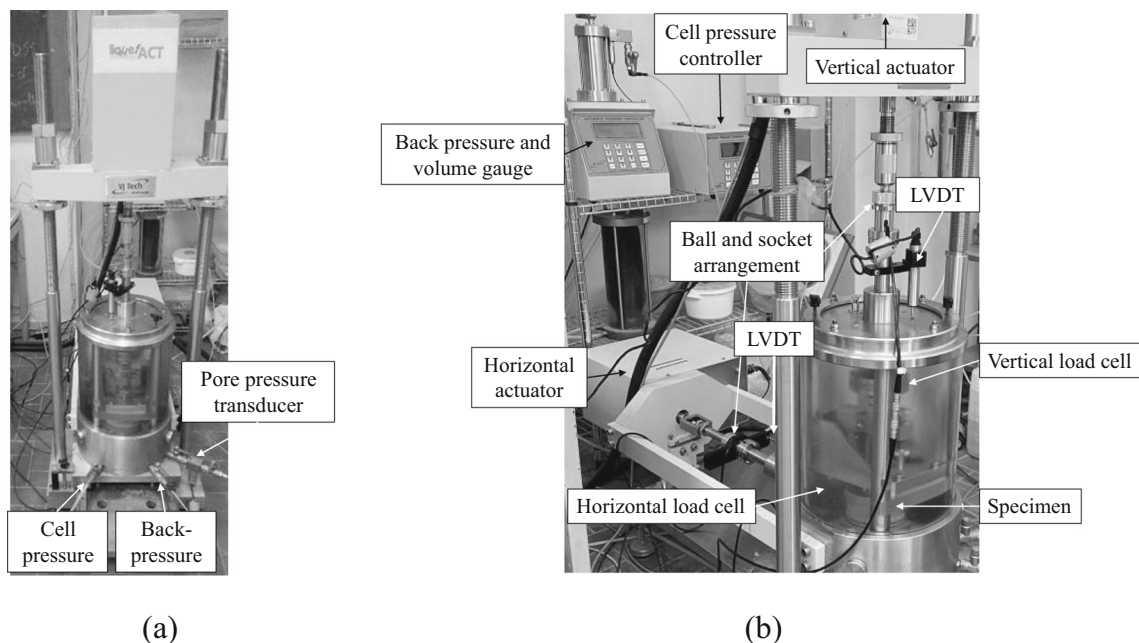 liquefACT
VJ Tech
Pore pressure
transducer
Cell
pressure
Back-
pressure
(a)
Cell pressure
controller
Vertical actuator
Back pressure and
volume gauge
LVDT
Ball and socket
arrangement
LVDT
Horizontal
actuator
Vertical load cell
Horizontal load cell
Specimen
(b)